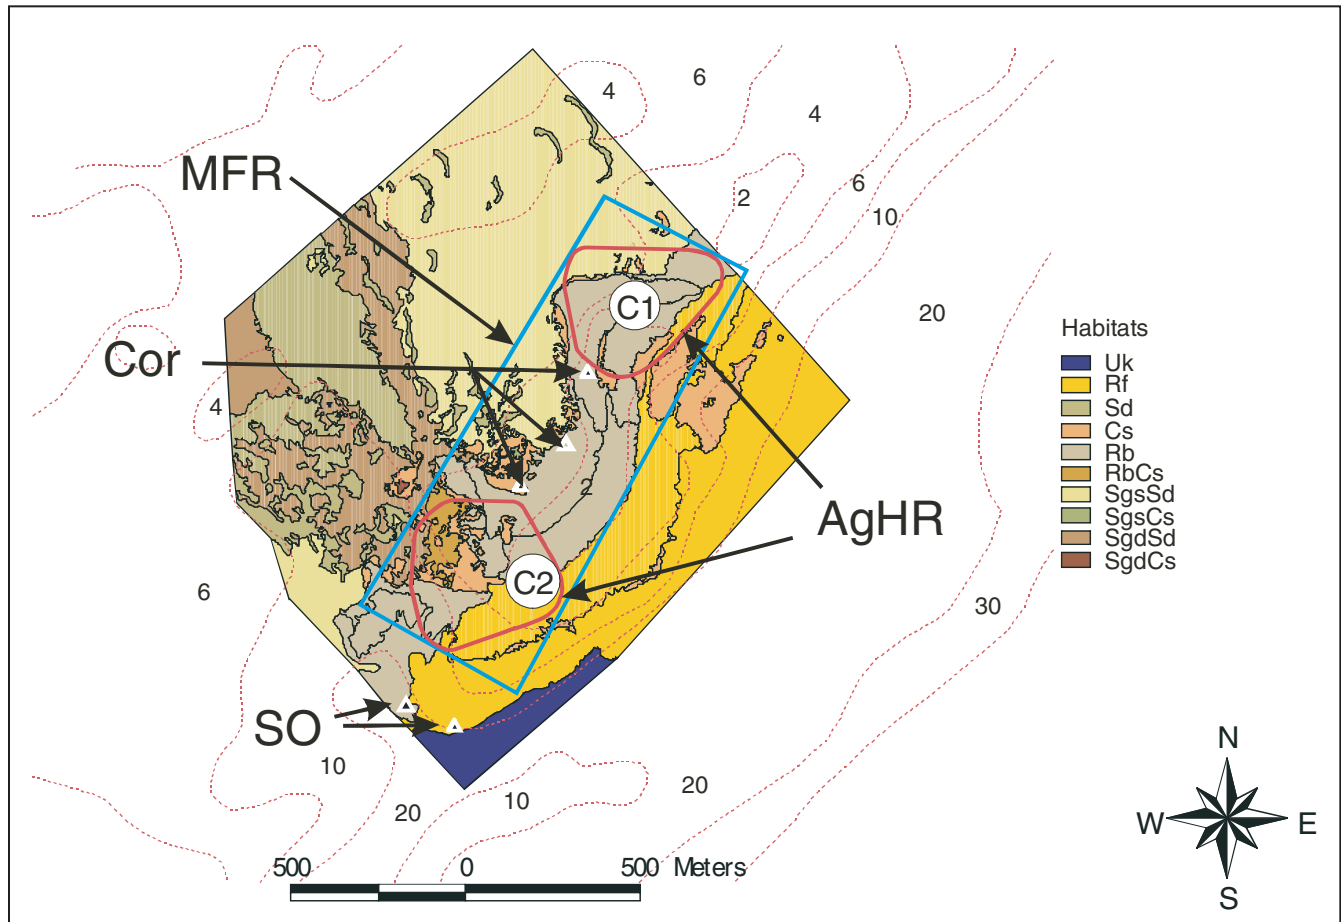 4
6
4
MFR
2
6
10
C1
20
Habitats
Uk
Rf
Sd
Cs
Rb
RbCs
SgsSd
SgsCs
SgdSd
SgdCs
Cor
4
2
AgHR
C2
6
30
SO
10
20
10
20
N
W E
S
500 0 500 Meters